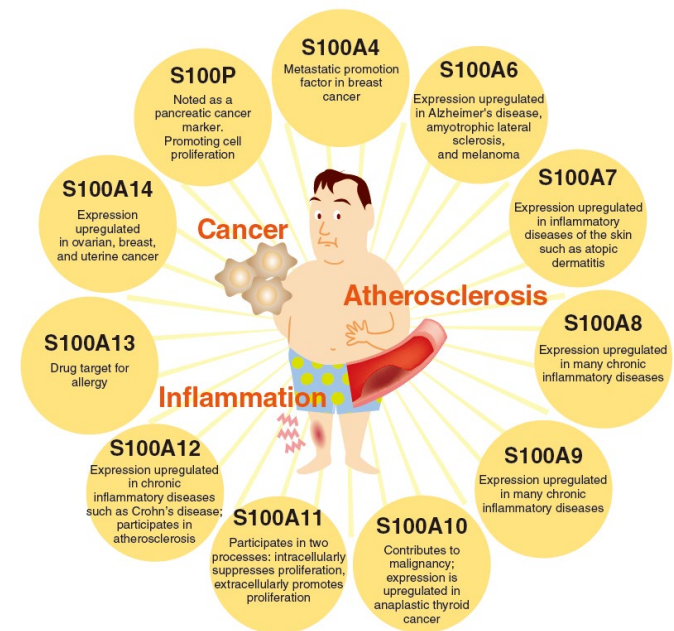 S100A4
Metastatic promotion
factor in breast
cancer
S100A6
Expression upregulated
in Alzheimer's disease,
amyotrophic lateral
sclerosis,
and melanoma
S100A7
Expression upregulated
in inflammatory
diseases of the skin
such as atopic
dermatitis
S100A8
Expression upregulated
in many chronic
inflammatory diseases
S100A9
Expression upregulated
in many chronic
inflammatory diseases
S100A10
Contributes to
malignancy;
expression is
upregulated in
anaplastic thyroid
cancer
S100A11
Participates in two
processes: intracellularly
suppresses proliferation,
extracellularly promotes
proliferation
S100A12
Expression upregulated
in chronic
inflammatory diseases
such as Crohn's disease;
participates in
atherosclerosis
S100A13
Drug target for
allergy
S100A14
Expression
upregulated
in ovarian, breast,
and uterine cancer
S100P
Noted as a
pancreatic cancer
marker.
Promoting cell
proliferation
Cancer
Atherosclerosis
Inflammation